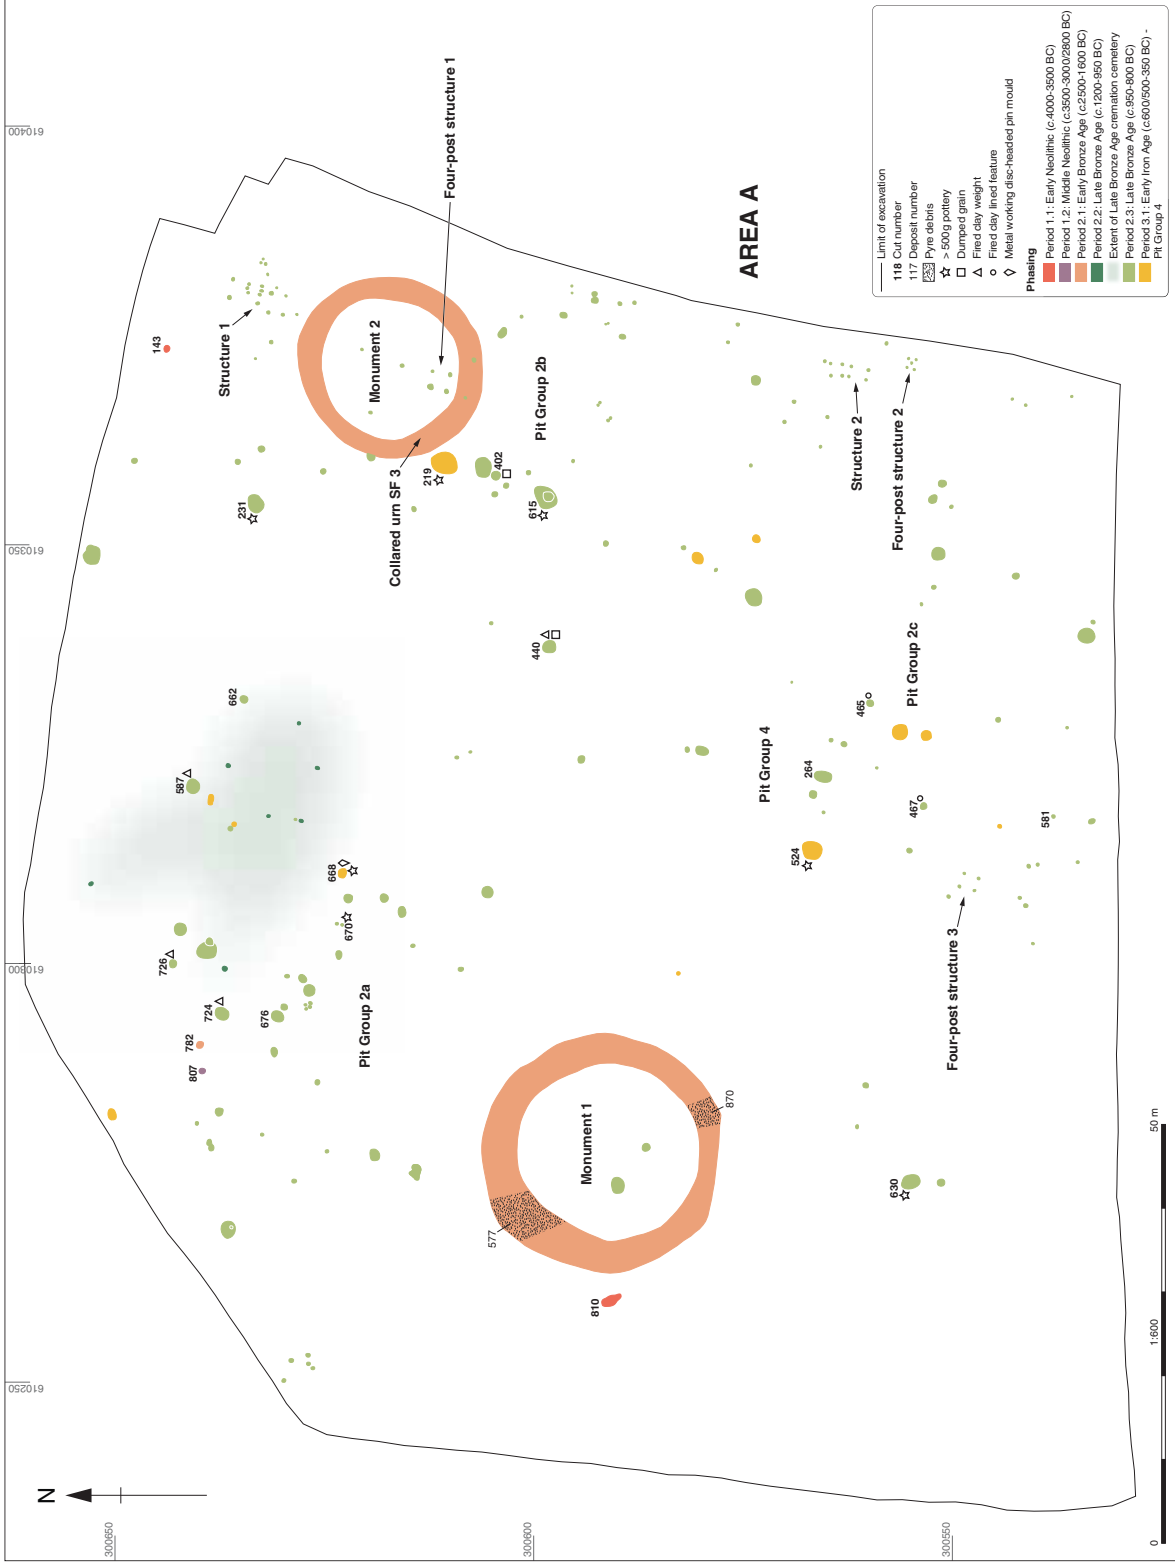 610400
610350
610300
610250
300650
300600
300550
N
AREA A
Four-post structure 1
Structure 1
143
Monument 2
Collared urn SF 3
219
402
Pit Group 2b
615
231
Structure 2
Four-post structure 2
440
662
587
Pit Group 2c
465
Pit Group 4
264
467
581
524
668
670
726
724
676
Pit Group 2a
782
807
Four-post structure 3
Monument 1
870
577
630
810
0
1:600
50 m
Limit of excavation
118 Cut number
117 Deposit number
Pyre debris
> 500g pottery
Dumped grain
Fired clay weight
Fired clay lined feature
Metal working disc-headed pin mould
Phasing
Period 1.1: Early Neolithic (c.4000-3500 BC)
Period 1.2: Middle Neolithic (c.3500-3000/2800 BC)
Period 2.1: Early Bronze Age (c.2500-1600 BC)
Period 2.2: Late Bronze Age (c.1200-950 BC)
Extent of Late Bronze Age cremation cemetery
Period 2.3: Late Bronze Age (c.950-800 BC)
Period 3.1: Early Iron Age (c.600/500-350 BC) -
Pit Group 4